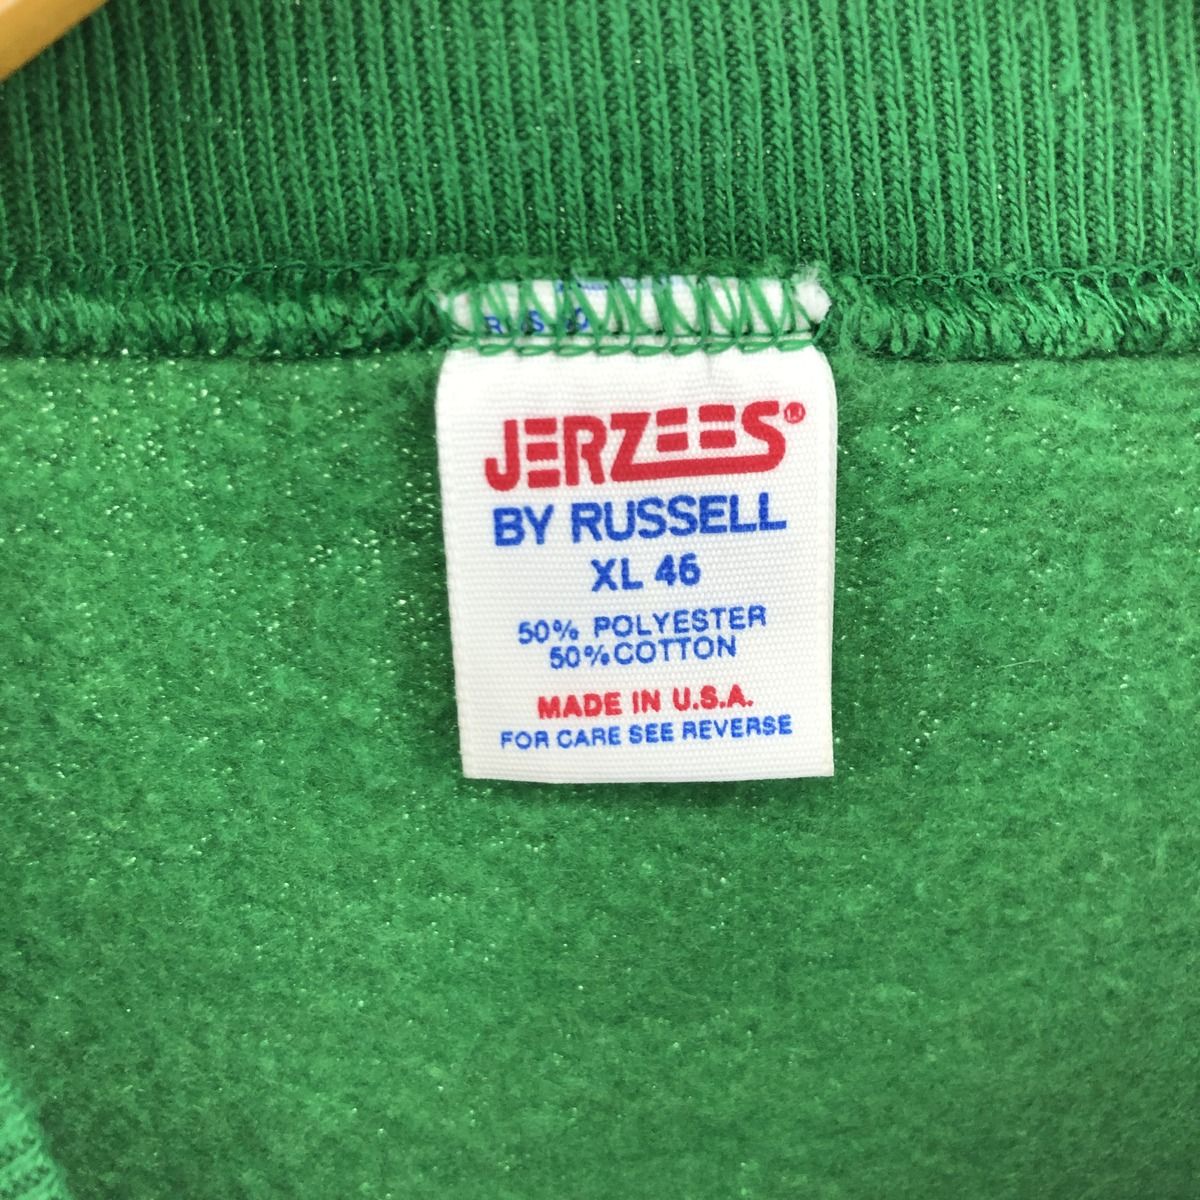 JERZEES®
BY RUSSELL
XL 46
50% POLYESTER
50% COTTON
MADE IN U.S.A.
FOR CARE SEE REVERSE